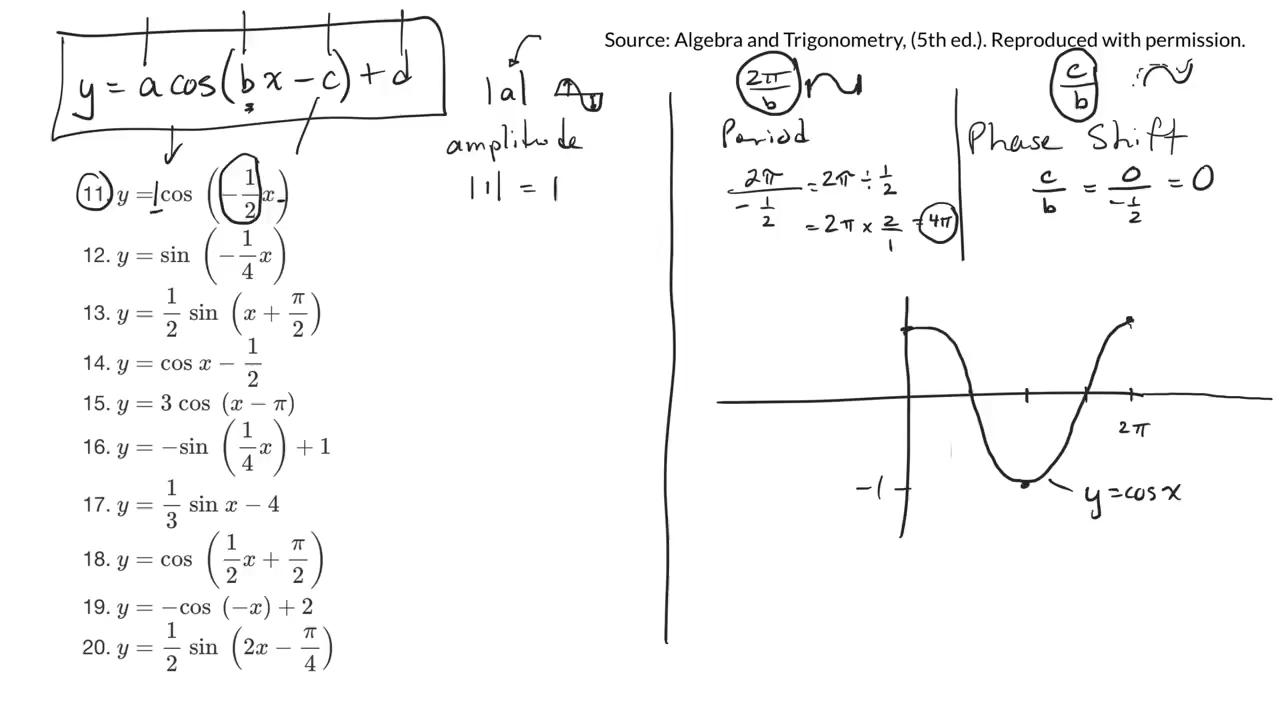 y = a cos(bx - c) + d
Source: Algebra and Trigonometry, (5th ed.). Reproduced with permission.
|a|
amplitude
|1| = 1
2π/b
Period
2π/(-1/2) = 2π ÷ 1/2
= 2π × 2/1 = 4π
c/b
Phase Shift
c/b = 0/(-1/2) = 0
11. y = 1 cos (-1/2 x)
12. y = sin (-1/4 x)
13. y = 1/2 sin (x + π/2)
14. y = cos x - 1/2
15. y = 3 cos (x - π)
16. y = -sin (1/4 x) + 1
17. y = 1/3 sin x - 4
18. y = cos (1/2 x + π/2)
19. y = -cos (-x) + 2
20. y = 1/2 sin (2x - π/4)
2π
-1
y = cos x